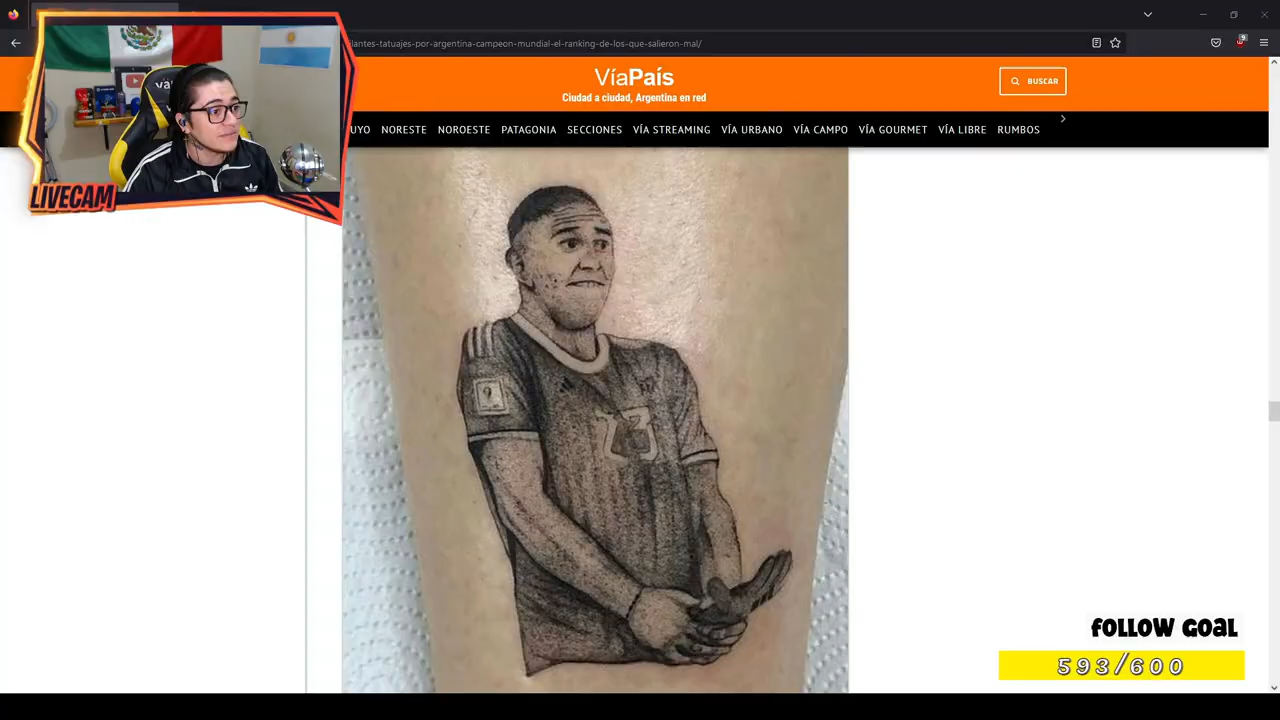 lantes-tatuajes-por-argentina-campeon-mundial-el-ranking-de-los-que-salieron-mal/
VíaPaís
Ciudad a ciudad, Argentina en red
BUSCAR
UYO NORESTE NOROESTE PATAGONIA SECCIONES VÍA STREAMING VÍA URBANO VÍA CAMPO VÍA GOURMET VÍA LIBRE RUMBOS
LIVECAM
23
FOLLOW GOAL
593/600